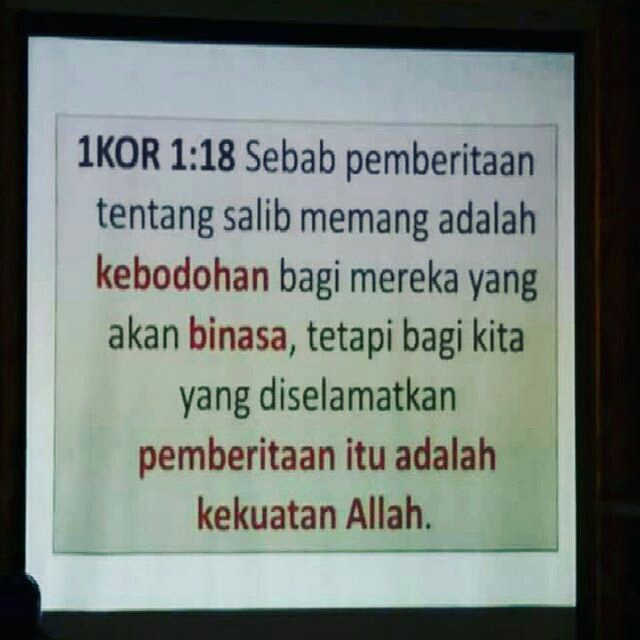 1KOR 1:18 Sebab pemberitaan
tentang salib memang adalah
kebodohan bagi mereka yang
akan binasa, tetapi bagi kita
yang diselamatkan
pemberitaan itu adalah
kekuatan Allah.